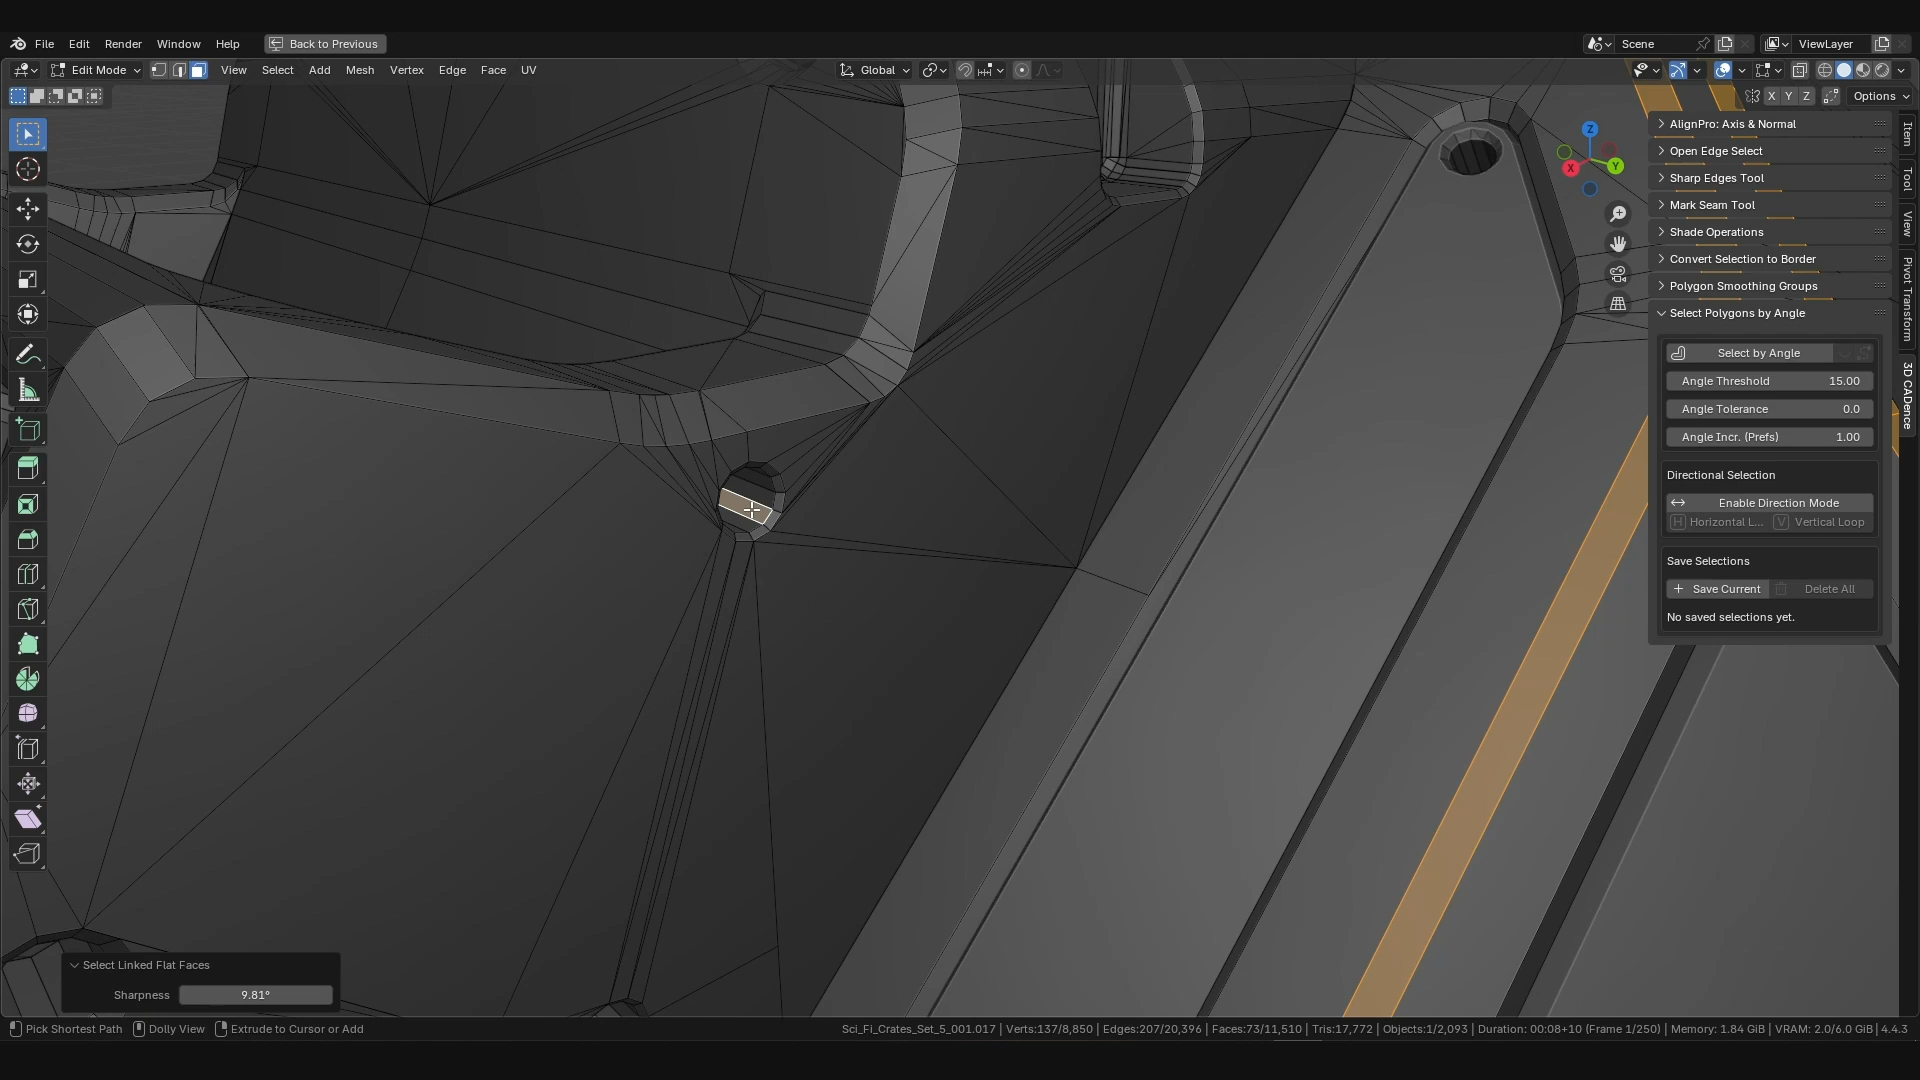 File Edit Render Window Help Back to Previous Scene ViewLayer
Edit Mode View Select Add Mesh Vertex Edge Face UV Global
X Y Z Options
AlignPro: Axis & Normal
Open Edge Select
Sharp Edges Tool
Mark Seam Tool
Shade Operations
Convert Selection to Border
Polygon Smoothing Groups
Select Polygons by Angle
Select by Angle
Angle Threshold 15.00
Angle Tolerance 0.0
Angle Incr. (Prefs) 1.00
Directional Selection
Enable Direction Mode
H Horizontal L... V Vertical Loop
Save Selections
Save Current Delete All
No saved selections yet.
Item
Tool
View
Pivot Transform
3D CADence
Z
X
Y
Select Linked Flat Faces
Sharpness 9.81°
Pick Shortest Path Dolly View Extrude to Cursor or Add Sci_Fi_Crates_Set_5_001.017 | Verts:137/8,850 | Edges:207/20,396 | Faces:73/11,510 | Tris:17,772 | Objects:1/2,093 | Duration: 00:08+10 (Frame 1/250) | Memory: 1.84 GiB | VRAM: 2.0/6.0 GiB | 4.4.3